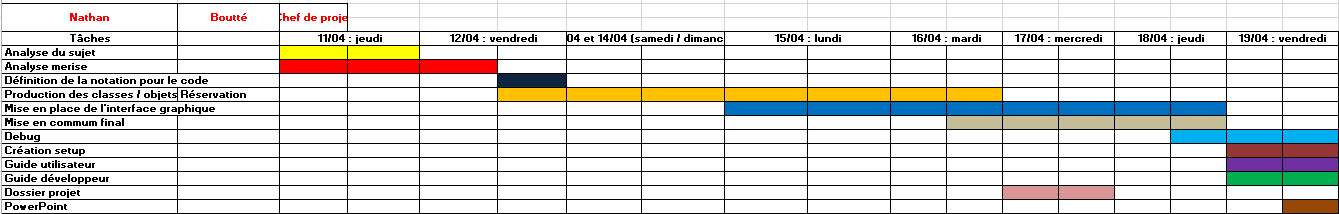 Nathan Boutté Chef de proje
Tâches 11/04 : jeudi 12/04 : vendredi 04 et 14/04 (samedi / dimanc 15/04 : lundi 16/04 : mardi 17/04 : mercredi 18/04 : jeudi 19/04 : vendredi
Analyse du sujet
Analyse merise
Définition de la notation pour le code
Production des classes / objets Réservation
Mise en place de l'interface graphique
Mise en commum final
Debug
Création setup
Guide utilisateur
Guide développeur
Dossier projet
PowerPoint